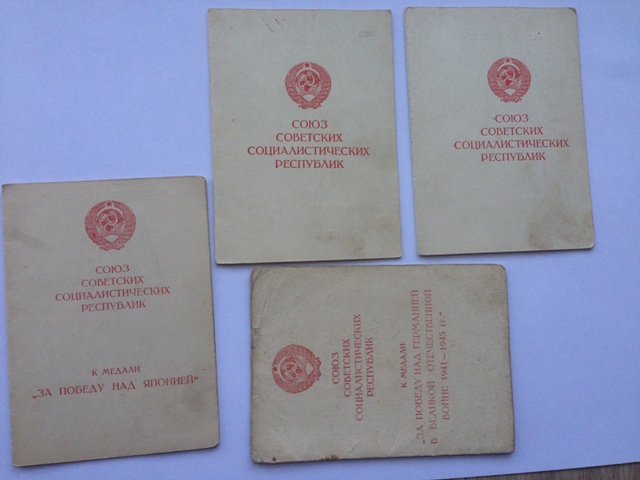 СОЮЗ
СОВЕТСКИХ
СОЦИАЛИСТИЧЕСКИХ
РЕСПУБЛИК
СОЮЗ
СОВЕТСКИХ
СОЦИАЛИСТИЧЕСКИХ
РЕСПУБЛИК
СОЮЗ
СОВЕТСКИХ
СОЦИАЛИСТИЧЕСКИХ
РЕСПУБЛИК
К МЕДАЛИ
„ЗА ПОБЕДУ НАД ЯПОНИЕЙ“
СОЮЗ
СОВЕТСКИХ
СОЦИАЛИСТИЧЕСКИХ
РЕСПУБЛИК
К МЕДАЛИ
„ЗА ПОБЕДУ НАД ГЕРМАНИЕЙ
В ВЕЛИКОЙ ОТЕЧЕСТВЕННОЙ
ВОЙНЕ 1941—1945 гг.“